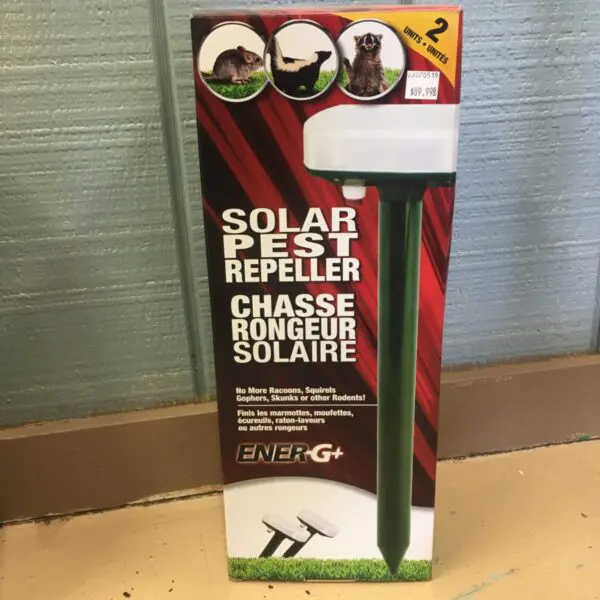 2
UNITS • UNITÉS
$89.99
SOLAR
PEST
REPELLER
CHASSE
RONGEUR
SOLAIRE
No More Racoons, Squirels
Gophers, Skunks or other Rodents!
Finis les marmottes, moufettes,
écureuils, raton-laveurs
ou autres rongeurs
ENER-G+